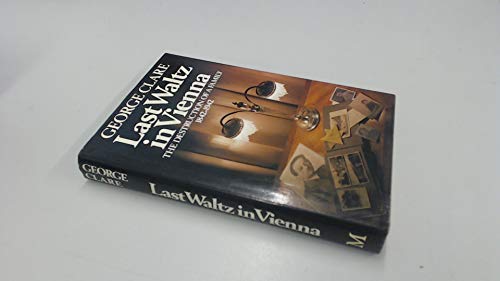 GEORGE CLARE
Last Waltz
in Vienna
THE DESTRUCTION OF A FAMILY
1842-1942
GEORGE
CLARE
Last Waltz in Vienna
M